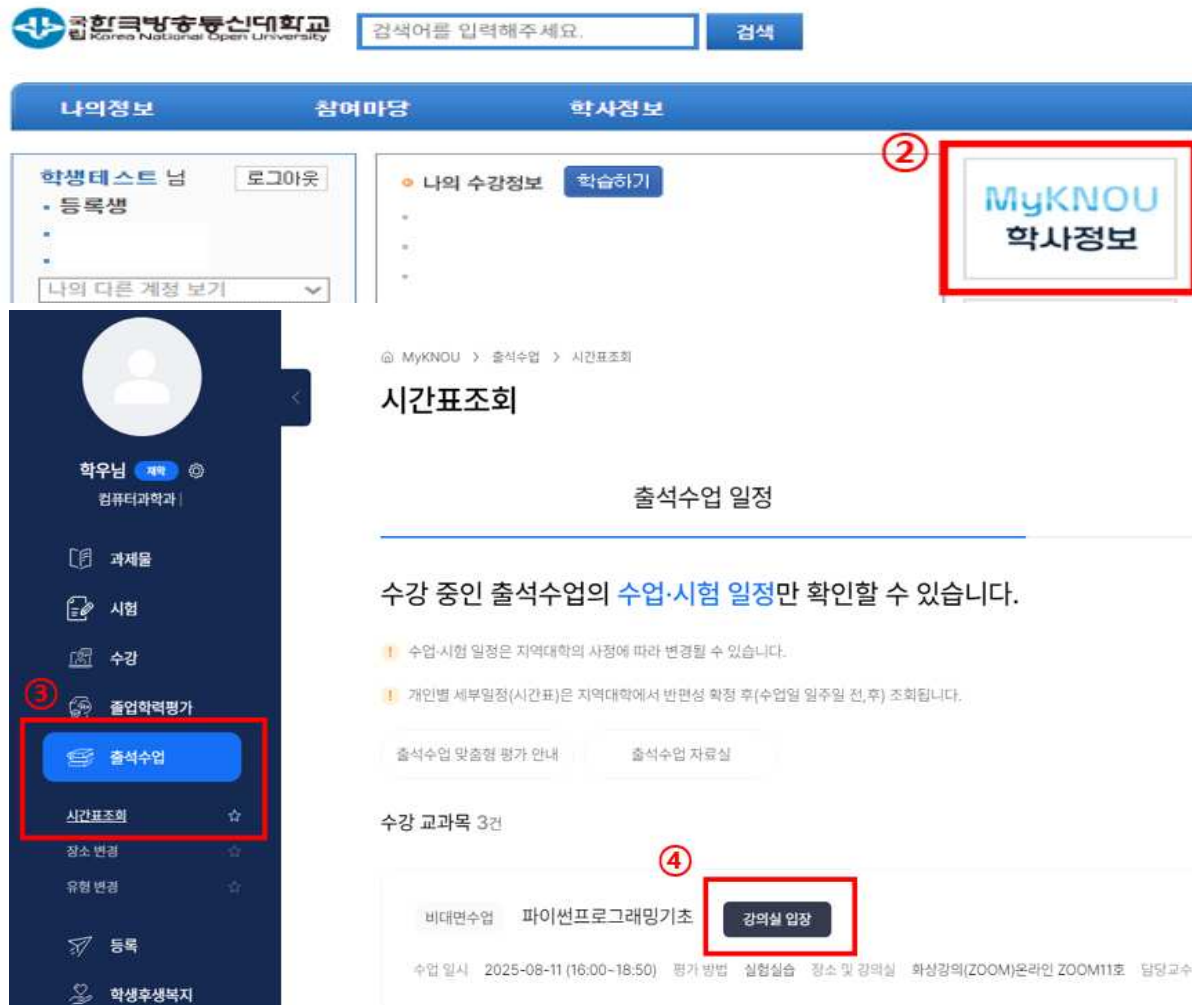 국립 한국방송통신대학교
Korea National Open University
검색어를 입력해주세요.
검색
나의정보 참여마당 학사정보
②
학생테스트 님 로그아웃
등록생
나의 다른 계정 보기
나의 수강정보 학습하기
MyKNOU
학사정보
학우님 재학
컴퓨터과학과 |
과제물
시험
수강
③
졸업학력평가
출석수업
시간표조회
장소 변경
유형 변경
등록
학생후생복지
MyKNOU > 출석수업 > 시간표조회
시간표조회
출석수업 일정
수강 중인 출석수업의 수업·시험 일정만 확인할 수 있습니다.
! 수업·시험 일정은 지역대학의 사정에 따라 변경될 수 있습니다.
! 개인별 세부일정(시간표)은 지역대학에서 반편성 확정 후(수업일 일주일 전,후) 조회됩니다.
출석수업 맞춤형 평가 안내 출석수업 자료실
수강 교과목 3건
④
비대면수업 파이썬프로그래밍기초 강의실 입장
수업 일시 2025-08-11 (16:00~18:50) 평가 방법 실험실습 장소 및 강의실 화상강의(ZOOM)온라인 ZOOM11호 담당교수